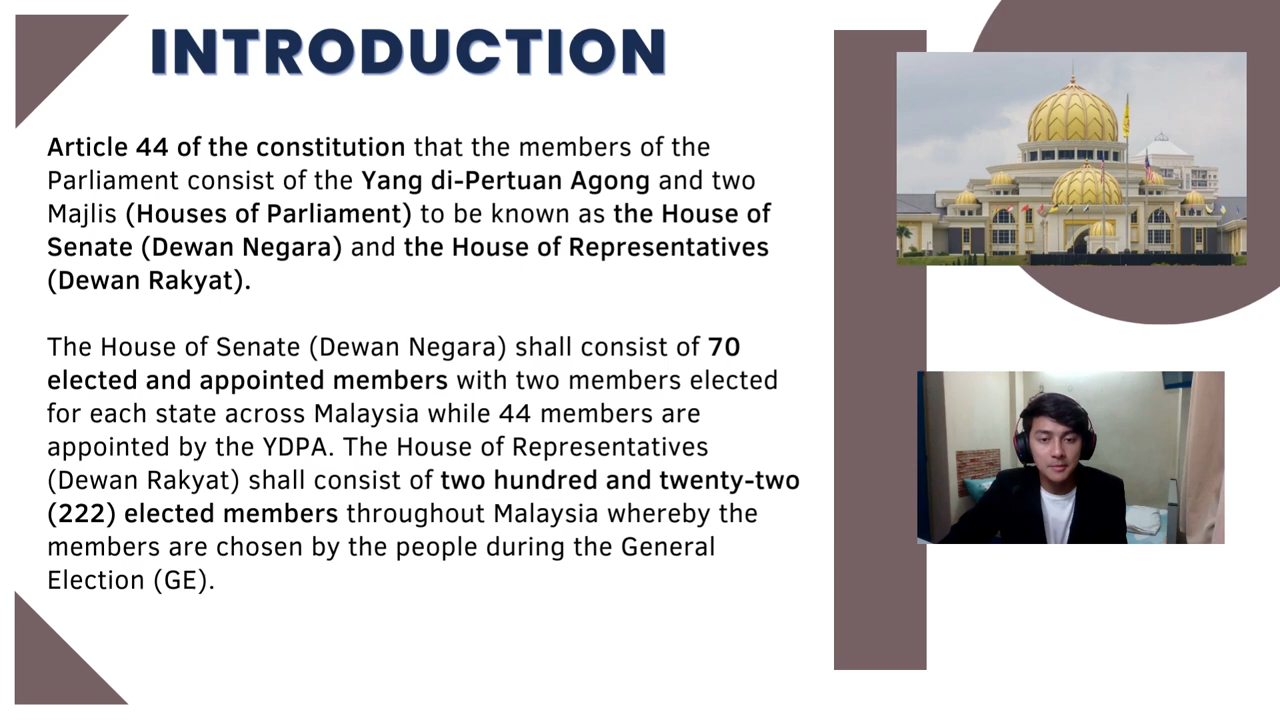 INTRODUCTION
Article 44 of the constitution that the members of the
Parliament consist of the Yang di-Pertuan Agong and two
Majlis (Houses of Parliament) to be known as the House of
Senate (Dewan Negara) and the House of Representatives
(Dewan Rakyat).
The House of Senate (Dewan Negara) shall consist of 70
elected and appointed members with two members elected
for each state across Malaysia while 44 members are
appointed by the YDPA. The House of Representatives
(Dewan Rakyat) shall consist of two hundred and twenty-two
(222) elected members throughout Malaysia whereby the
members are chosen by the people during the General
Election (GE).